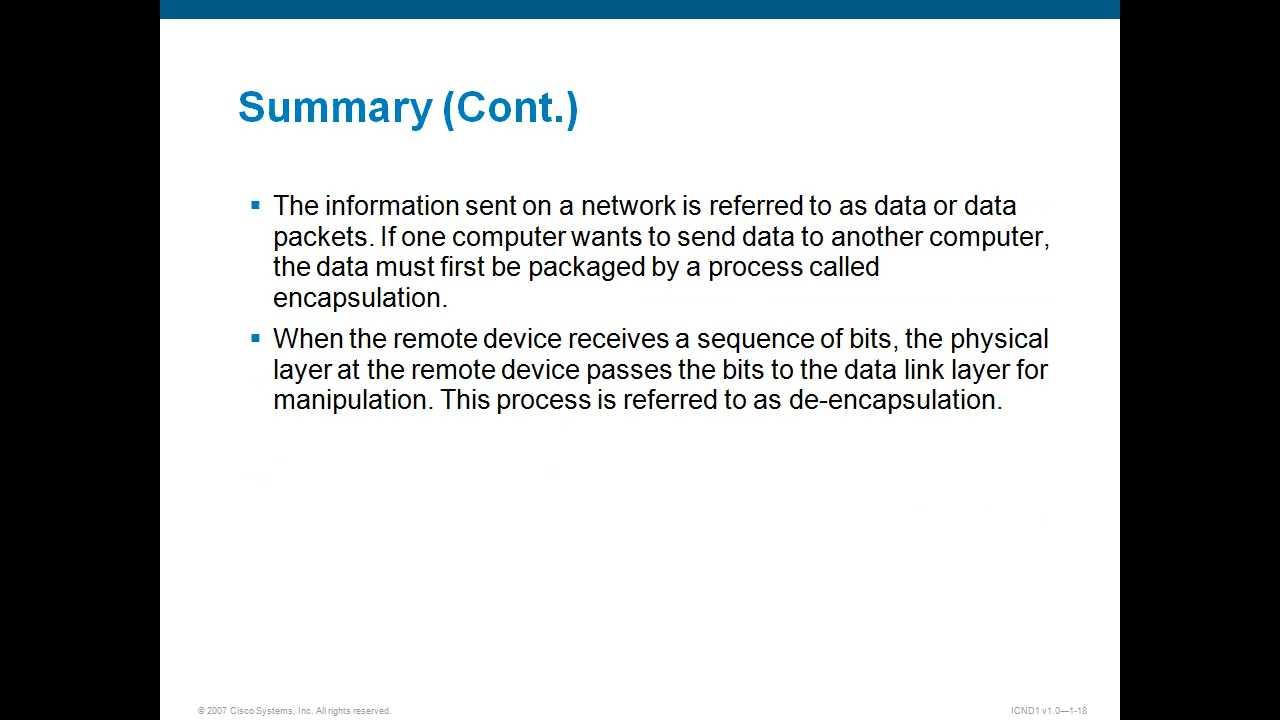 Summary (Cont.)
The information sent on a network is referred to as data or data
packets. If one computer wants to send data to another computer,
the data must first be packaged by a process called
encapsulation.
When the remote device receives a sequence of bits, the physical
layer at the remote device passes the bits to the data link layer for
manipulation. This process is referred to as de-encapsulation.
© 2007 Cisco Systems, Inc. All rights reserved.
ICND1 v1.0—1-18